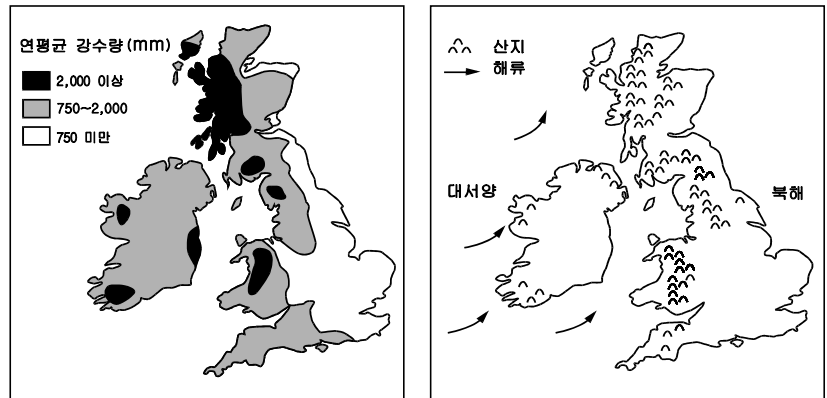 연평균 강수량(mm)
2,000 이상
750~2,000
750 미만
산지
해류
대서양
북해